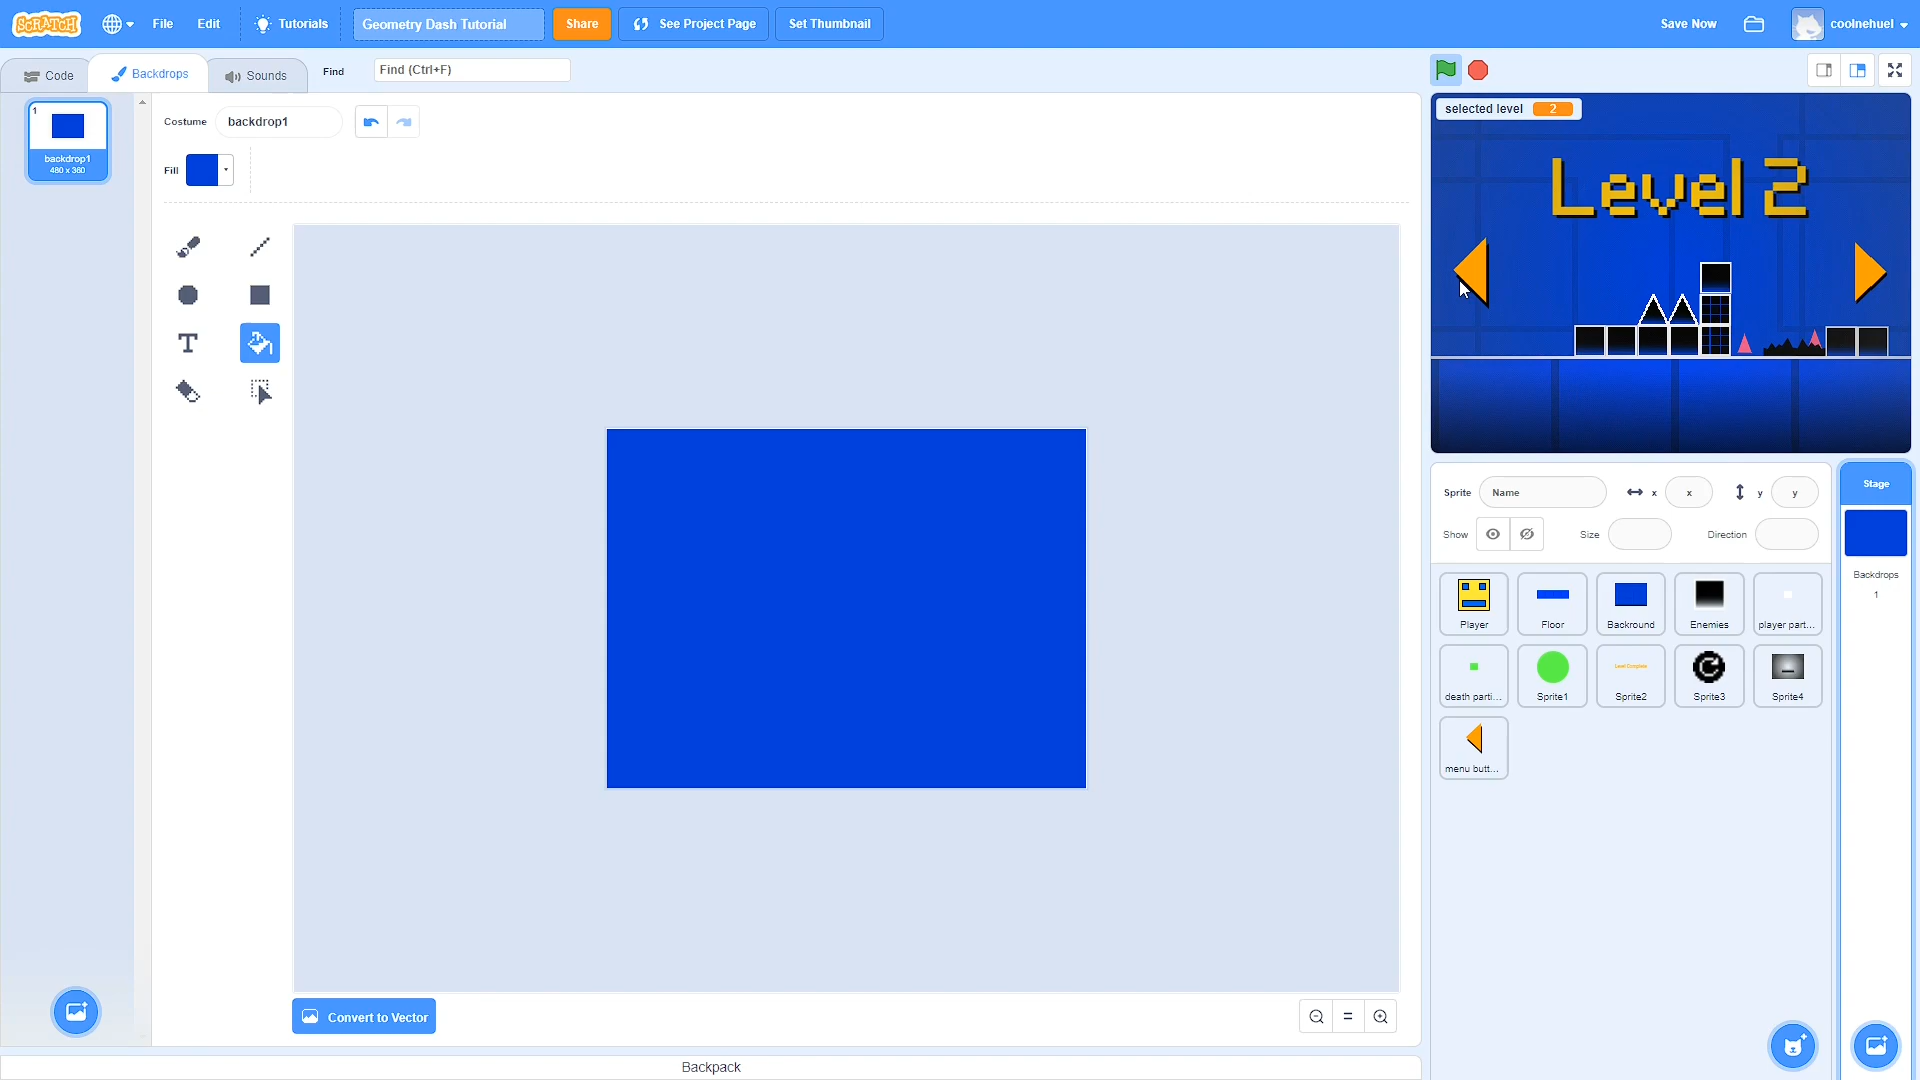 SCRATCH
File
Edit
Tutorials
Geometry Dash Tutorial
Share
See Project Page
Set Thumbnail
Save Now
coolnehuel
Code
Backdrops
Sounds
Find
Find (Ctrl+F)
1
backdrop1
480 x 360
Costume
backdrop1
Fill
T
Convert to Vector
=
Backpack
selected level 2
Level 2
Sprite
Name
x
x
y
y
Show
Size
Direction
Stage
Backdrops
1
Player
Floor
Backround
Enemies
player part...
death parti...
Sprite1
Level Complete
Sprite2
Sprite3
Sprite4
menu butt...